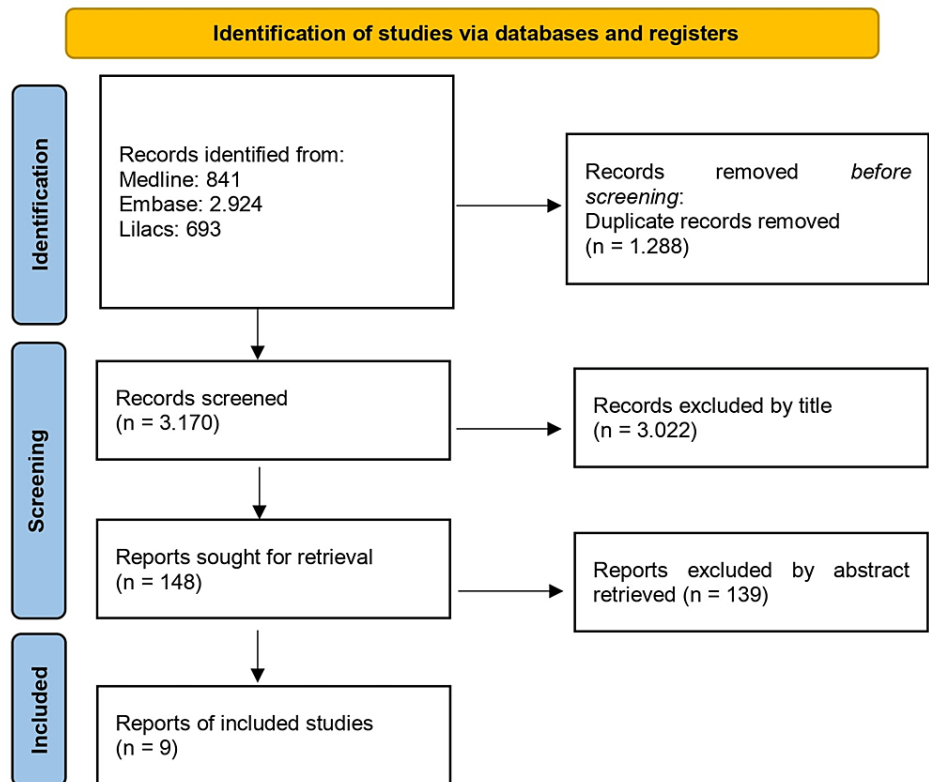 Identification of studies via databases and registers
Identification
Records identified from:
Medline: 841
Embase: 2.924
Lilacs: 693
Records removed before
screening:
Duplicate records removed
(n = 1.288)
Screening
Records screened
(n = 3.170)
Records excluded by title
(n = 3.022)
Reports sought for retrieval
(n = 148)
Reports excluded by abstract
retrieved (n = 139)
Included
Reports of included studies
(n = 9)